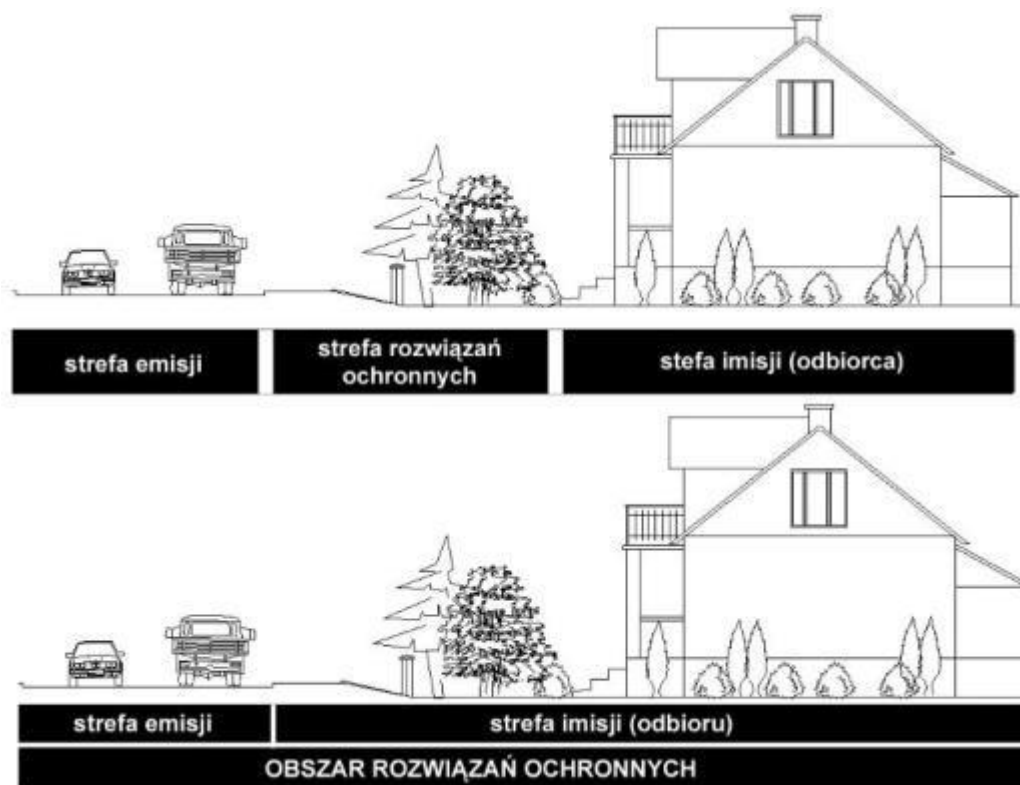 strefa emisji
strefa rozwiązań
ochronnych
stefa imisji (odbiorca)
strefa emisji
strefa imisji (odbioru)
OBSZAR ROZWIĄZAŃ OCHRONNYCH